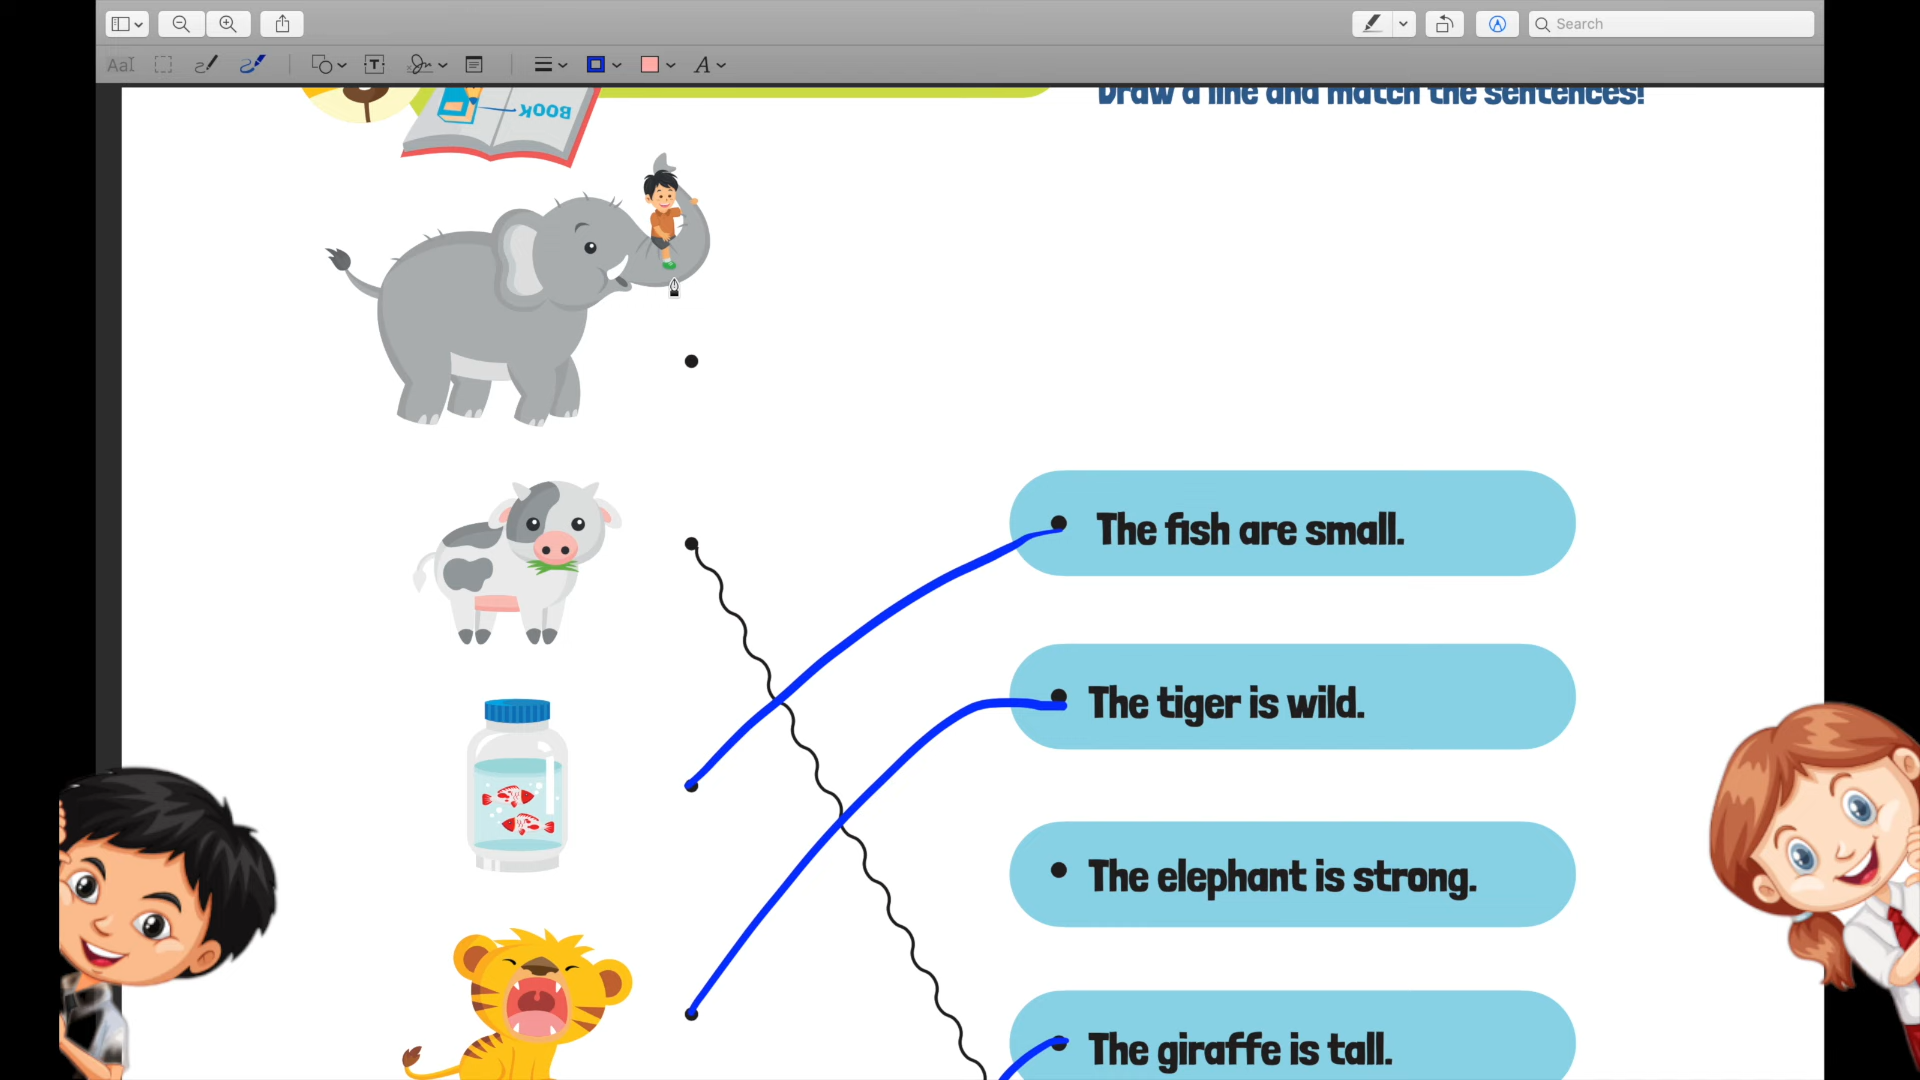 Search
AaI
T
A
BOOK
Draw a line and match the sentences!
The fish are small.
The tiger is wild.
The elephant is strong.
The giraffe is tall.